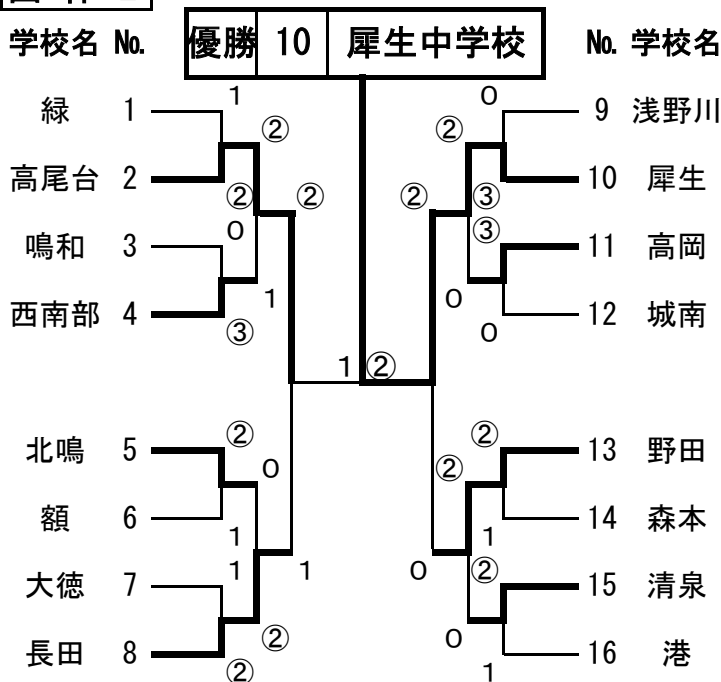 優勝 10 犀生中学校
学校名 No. No. 学校名
1 0
緑 1 9 浅野川
② ②
高尾台 2 10 犀生
② ② ② ③
0 ③
鳴和 3 11 高岡
1 0
西南部 4 12 城南
③ 0
1 ②
② ②
北鳴 5 13 野田
0 ②
額 6 14 森本
1 1
1 1 0 ②
大徳 7 15 清泉
② 0
長田 8 16 港
② 1